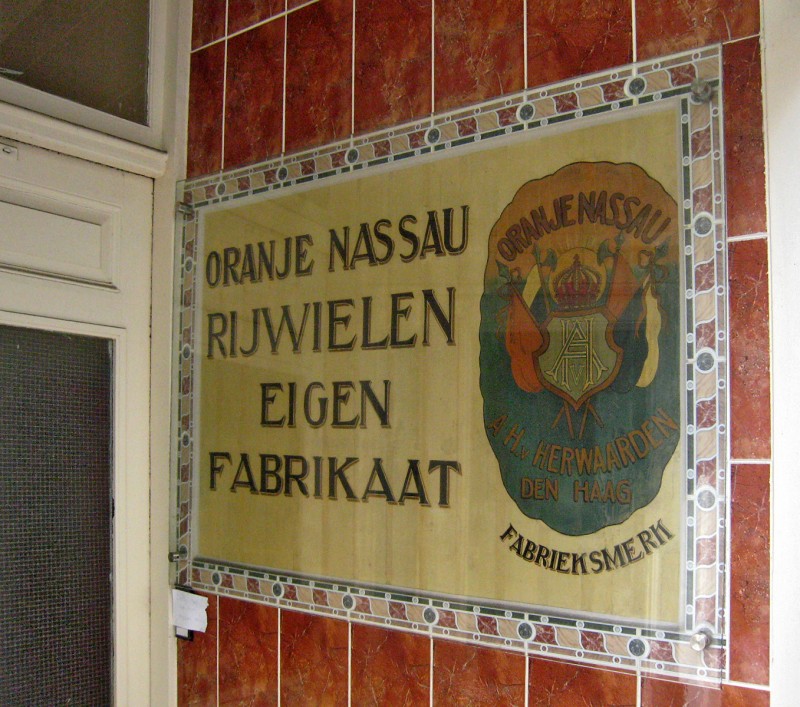 ORANJE NASSAU
RIJWIELEN
EIGEN
FABRIKAAT
ORANJE NASSAU
A.H.v. HERWAARDEN
DEN HAAG
FABRIEKSMERK